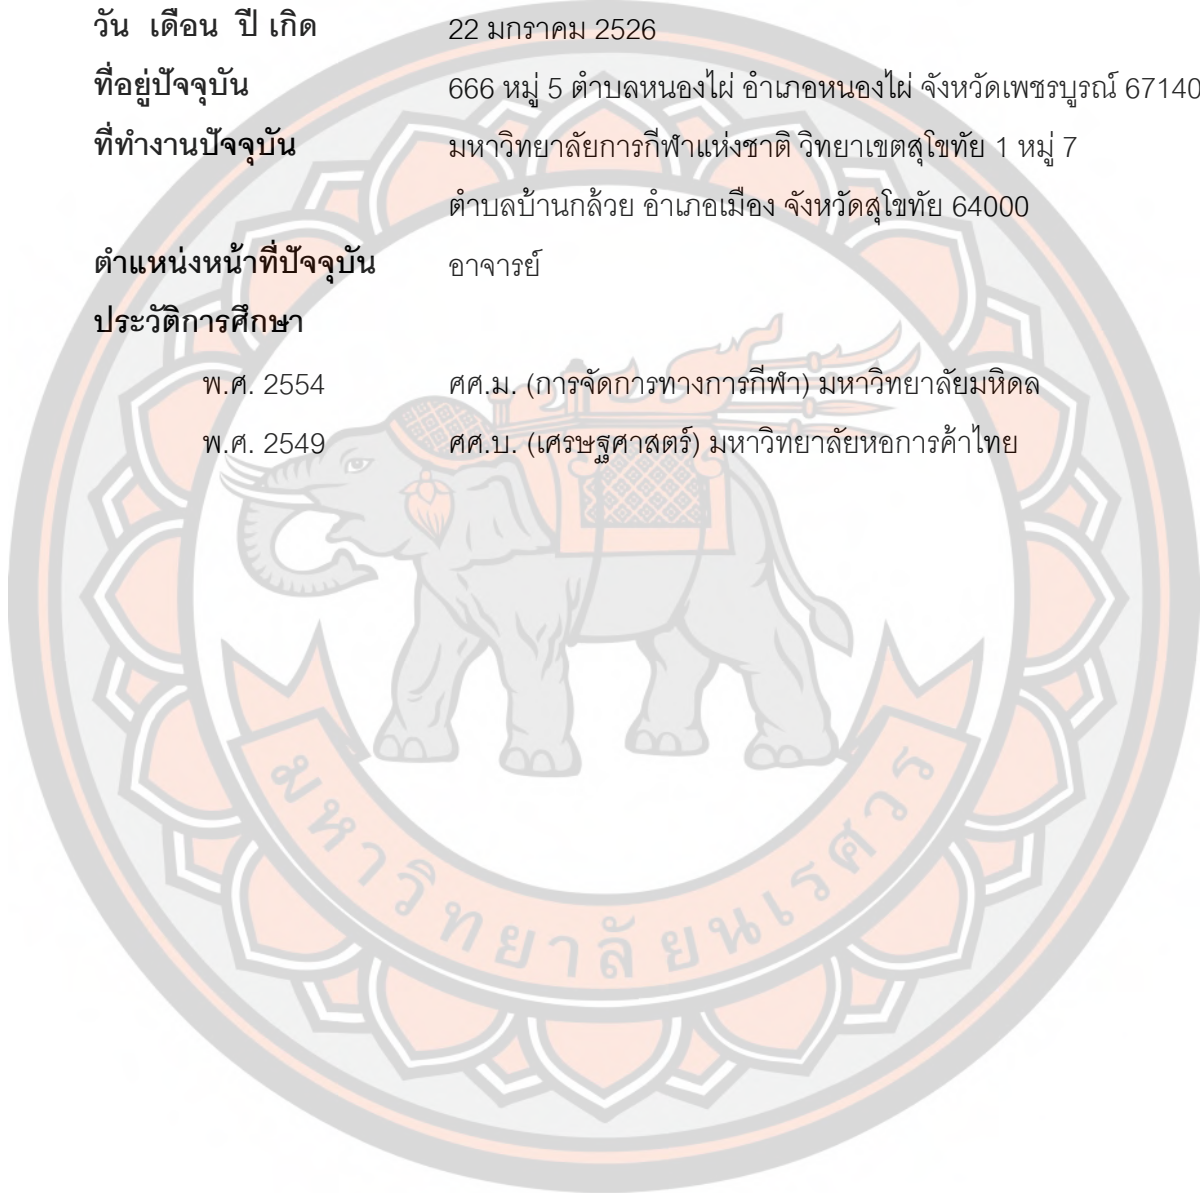 วัน เดือน ปี เกิด 22 มกราคม 2526
ที่อยู่ปัจจุบัน 666 หมู่ 5 ตำบลหนองไผ่ อำเภอหนองไผ่ จังหวัดเพชรบูรณ์ 67140
ที่ทำงานปัจจุบัน มหาวิทยาลัยการกีฬาแห่งชาติ วิทยาเขตสุโขทัย 1 หมู่ 7
ตำบลบ้านกล้วย อำเภอเมือง จังหวัดสุโขทัย 64000
ตำแหน่งหน้าที่ปัจจุบัน อาจารย์
ประวัติการศึกษา
พ.ศ. 2554 ศศ.ม. (การจัดการทางการกีฬา) มหาวิทยาลัยมหิดล
พ.ศ. 2549 ศศ.บ. (เศรษฐศาสตร์) มหาวิทยาลัยหอการค้าไทย
มหาวิทยาลัยนเรศวร